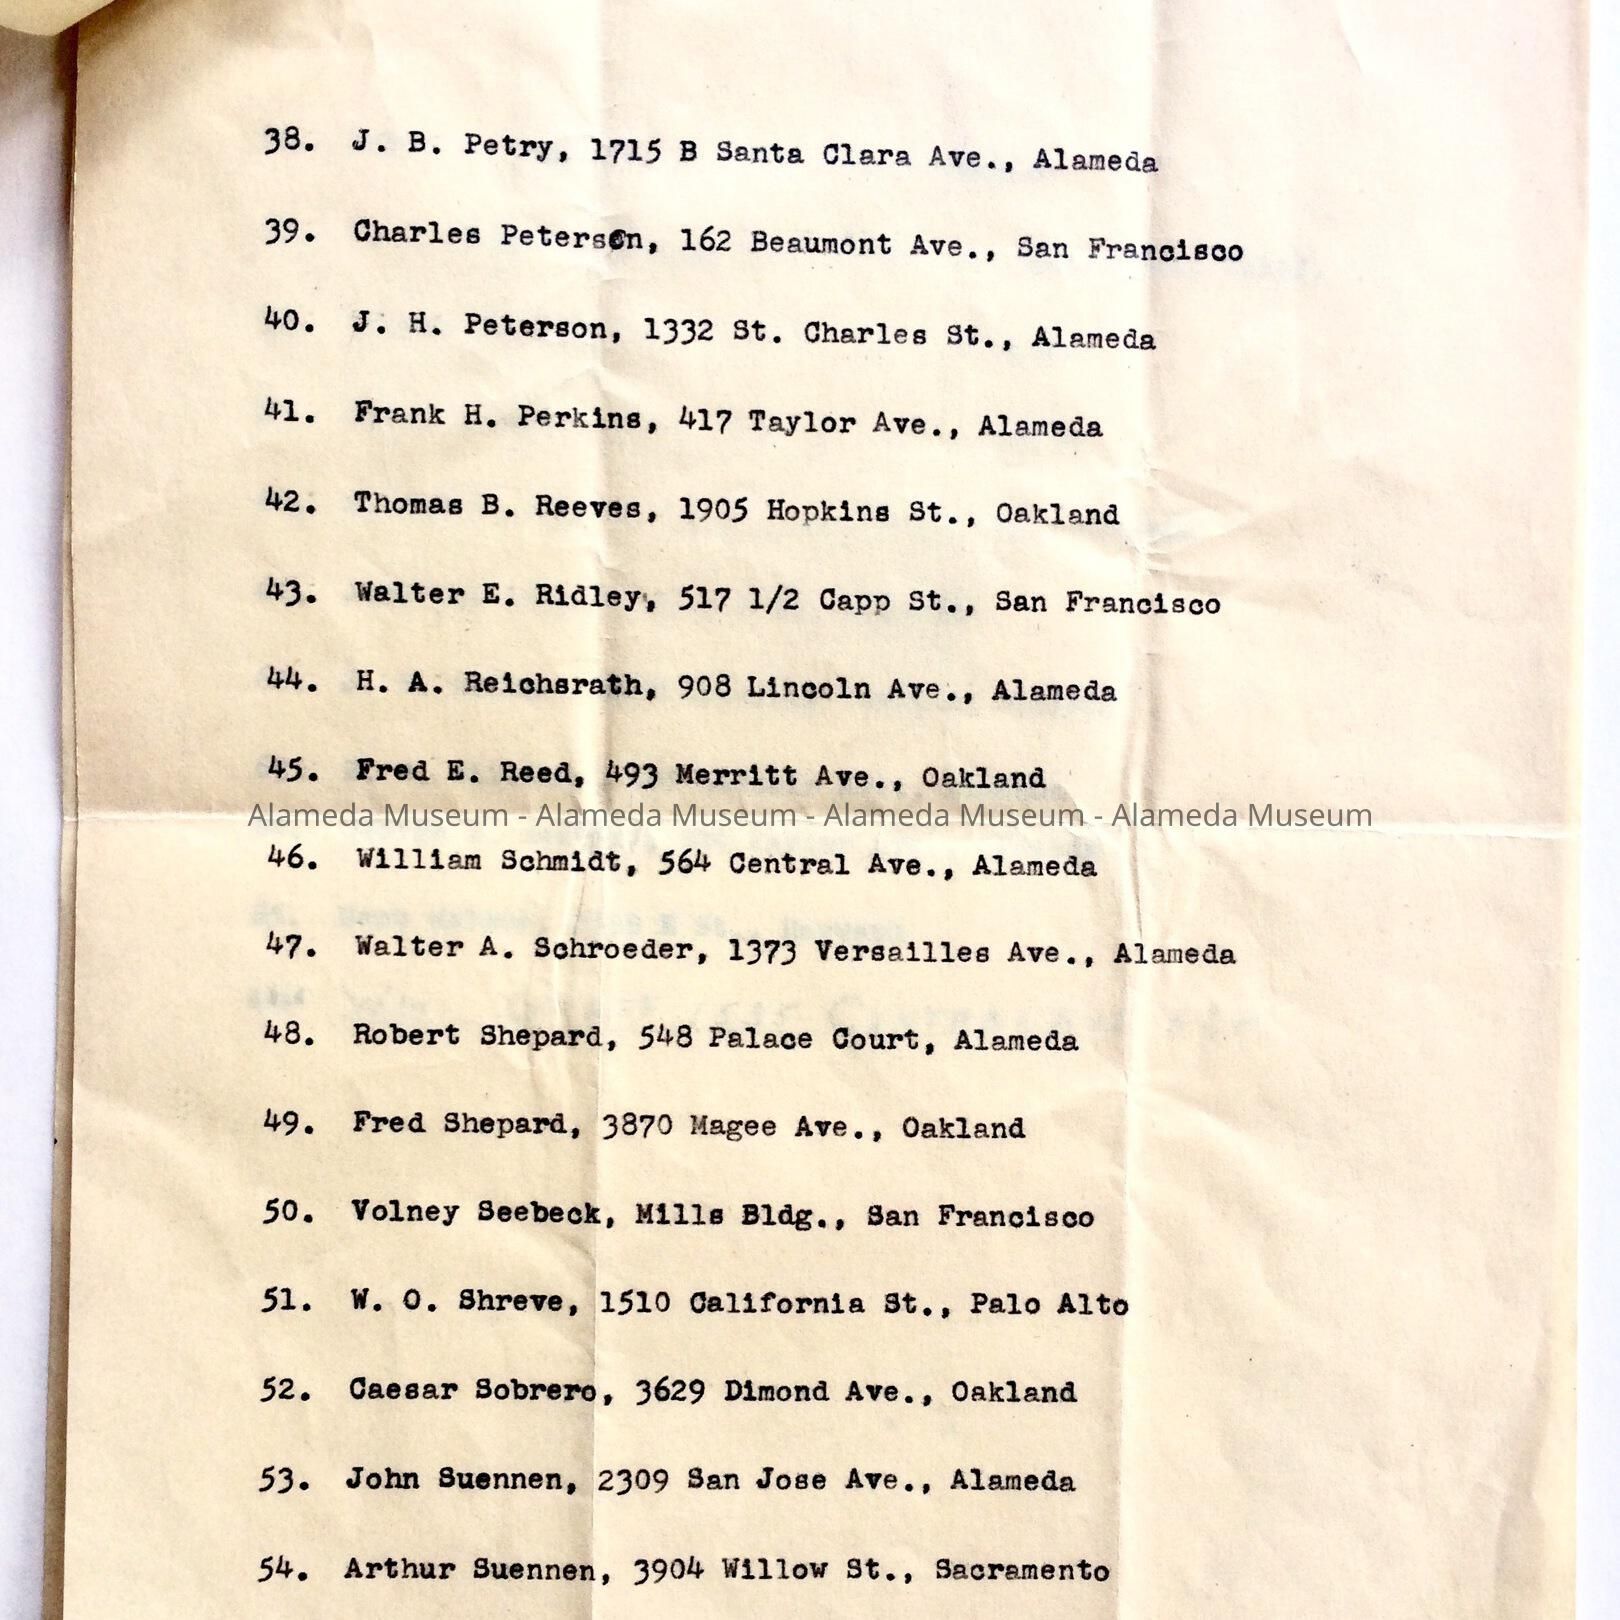 38. J. B. Petry, 1715 B Santa Clara Ave., Alameda
39. Charles Petersen, 162 Beaumont Ave., San Francisco
40. J. H. Peterson, 1332 St. Charles St., Alameda
41. Frank H. Perkins, 417 Taylor Ave., Alameda
42. Thomas B. Reeves, 1905 Hopkins St., Oakland
43. Walter E. Ridley, 517 1/2 Capp St., San Francisco
44. H. A. Reichsrath, 908 Lincoln Ave., Alameda
45. Fred E. Reed, 493 Merritt Ave., Oakland
Alameda Museum - Alameda Museum - Alameda Museum - Alameda Museum
46. William Schmidt, 564 Central Ave., Alameda
47. Walter A. Schroeder, 1373 Versailles Ave., Alameda
48. Robert Shepard, 548 Palace Court, Alameda
49. Fred Shepard, 3870 Magee Ave., Oakland
50. Volney Seebeck, Mills Bldg., San Francisco
51. W. O. Shreve, 1510 California St., Palo Alto
52. Caesar Sobrero, 3629 Dimond Ave., Oakland
53. John Suennen, 2309 San Jose Ave., Alameda
54. Arthur Suennen, 3904 Willow St., Sacramento